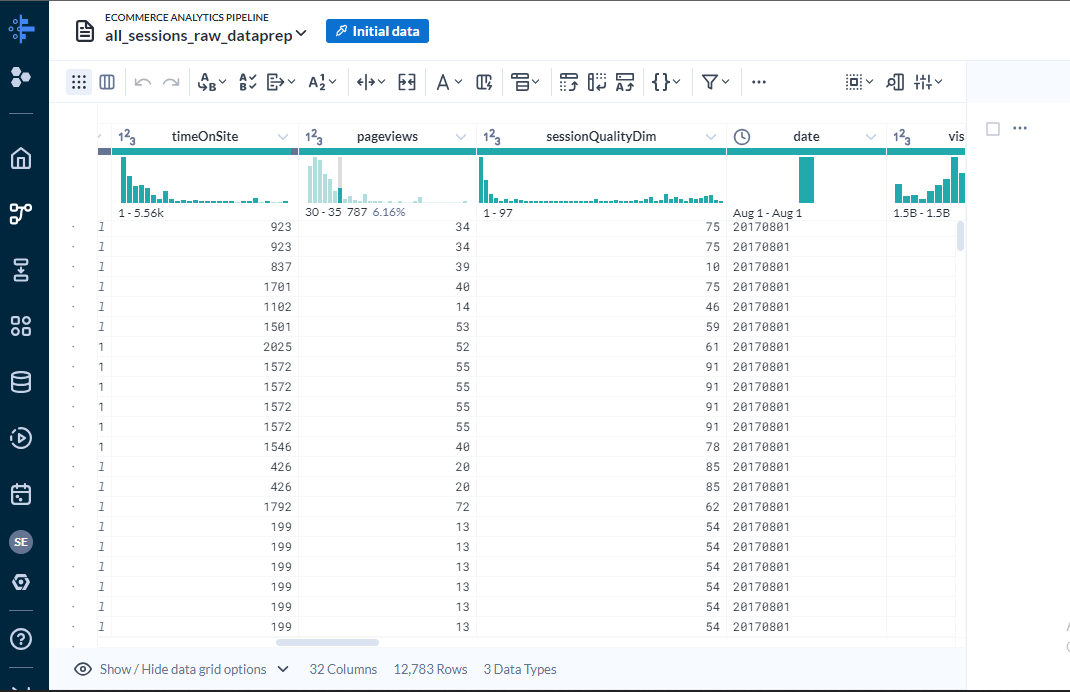 ECOMMERCE ANALYTICS PIPELINE
all_sessions_raw_dataprep
Initial data
timeOnSite pageviews sessionQualityDim date vis
1 - 5.56k 30 - 35 787 6.16% 1 - 97 Aug 1 - Aug 1 1.5B - 1.5B
1 923 34 75 20170801
1 923 34 75 20170801
1 837 39 10 20170801
1 1701 40 75 20170801
1 1102 14 46 20170801
1 1501 53 59 20170801
1 2025 52 61 20170801
1 1572 55 91 20170801
1 1572 55 91 20170801
1 1572 55 91 20170801
1 1572 55 91 20170801
1 1546 40 78 20170801
1 426 20 85 20170801
1 426 20 85 20170801
1 1792 72 62 20170801
1 199 13 54 20170801
1 199 13 54 20170801
1 199 13 54 20170801
1 199 13 54 20170801
1 199 13 54 20170801
1 199 13 54 20170801
SE
Show / Hide data grid options 32 Columns 12,783 Rows 3 Data Types